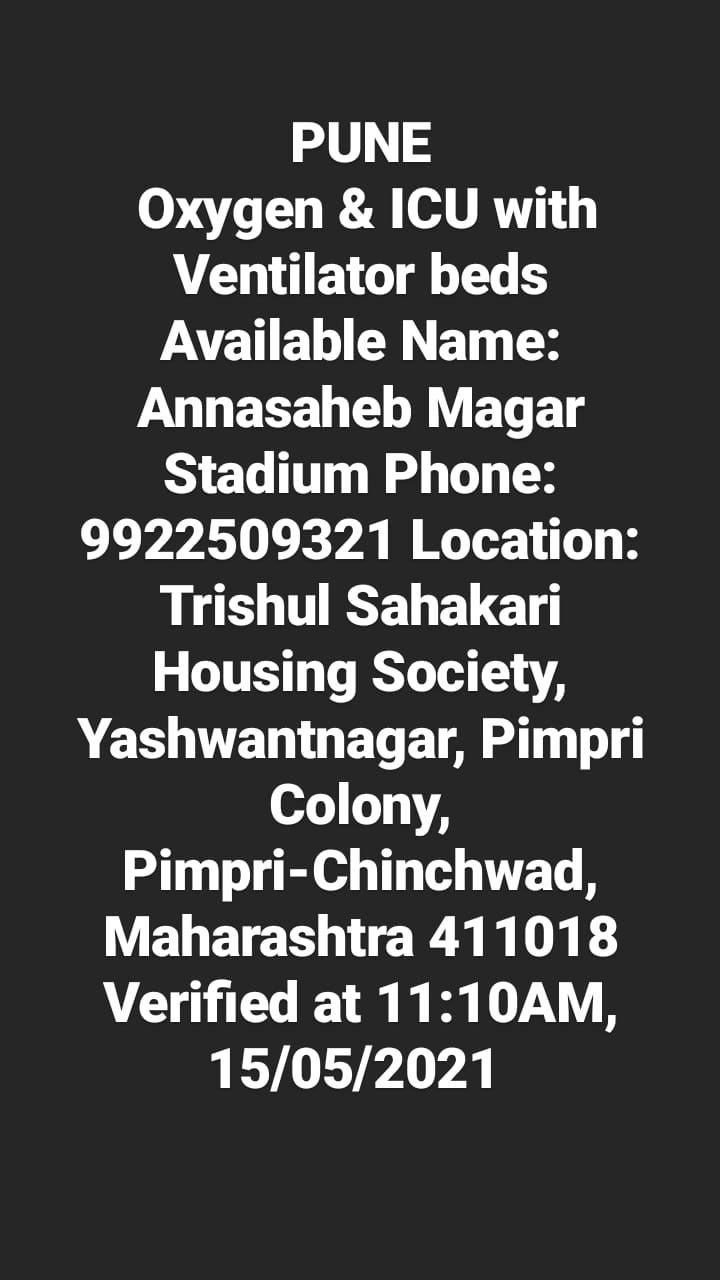 PUNE
Oxygen & ICU with
Ventilator beds
Available Name:
Annasaheb Magar
Stadium Phone:
9922509321 Location:
Trishul Sahakari
Housing Society,
Yashwantnagar, Pimpri
Colony,
Pimpri-Chinchwad,
Maharashtra 411018
Verified at 11:10AM,
15/05/2021